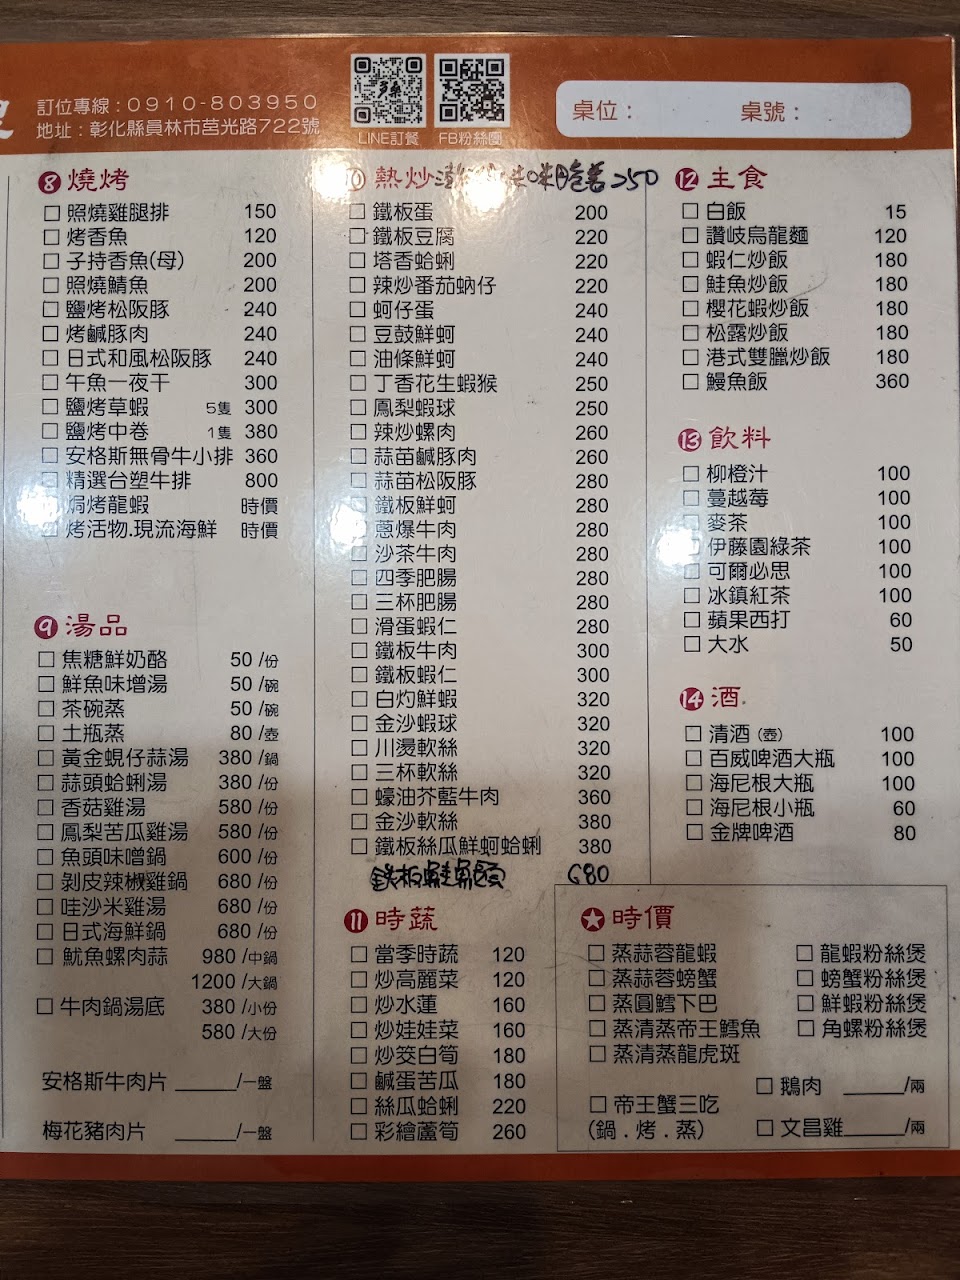 訂位專線：0910-803950
地址：彰化縣員林市莒光路722號
LINE訂餐 FB粉絲團
桌位： 桌號：
8 燒烤
□ 照燒雞腿排 150
□ 烤香魚 120
□ 子持香魚(母) 200
□ 照燒鯖魚 200
□ 鹽烤松阪豚 240
□ 烤鹹豚肉 240
□ 日式和風松阪豚 240
□ 午魚一夜干 300
□ 鹽烤草蝦 5隻 300
□ 鹽烤中卷 1隻 380
□ 安格斯無骨牛小排 360
□ 精選台塑牛排 800
□ 焗烤龍蝦 時價
□ 烤活物.現流海鮮 時價
9 湯品
□ 焦糖鮮奶酪 50 /份
□ 鮮魚味增湯 50 /碗
□ 茶碗蒸 50 /碗
□ 土瓶蒸 80 /壺
□ 黃金蜆仔蒜湯 380 /鍋
□ 蒜頭蛤蜊湯 380 /份
□ 香菇雞湯 580 /份
□ 鳳梨苦瓜雞湯 580 /份
□ 魚頭味噌鍋 600 /份
□ 剝皮辣椒雞鍋 680 /份
□ 哇沙米雞湯 680 /份
□ 日式海鮮鍋 680 /份
□ 魷魚螺肉蒜 980 /中鍋
1200 /大鍋
□ 牛肉鍋湯底 380 /小份
580 /大份
安格斯牛肉片 _____/一盤
梅花豬肉片 _____/一盤
10 熱炒 250
□ 鐵板蛋 200
□ 鐵板豆腐 220
□ 塔香蛤蜊 220
□ 辣炒番茄蚋仔 220
□ 蚵仔蛋 240
□ 豆鼓鮮蚵 240
□ 油條鮮蚵 240
□ 丁香花生蝦猴 250
□ 鳳梨蝦球 250
□ 辣炒螺肉 260
□ 蒜苗鹹豚肉 260
□ 蒜苗松阪豚 280
□ 鐵板鮮蚵 280
□ 蔥爆牛肉 280
□ 沙茶牛肉 280
□ 四季肥腸 280
□ 三杯肥腸 280
□ 滑蛋蝦仁 280
□ 鐵板牛肉 300
□ 鐵板蝦仁 300
□ 白灼鮮蝦 320
□ 金沙蝦球 320
□ 川燙軟絲 320
□ 三杯軟絲 320
□ 蠔油芥藍牛肉 360
□ 金沙軟絲 380
□ 鐵板絲瓜鮮蚵蛤蜊 380
鉄板鮭魚頭 680
11 時蔬
□ 當季時蔬 120
□ 炒高麗菜 120
□ 炒水蓮 160
□ 炒娃娃菜 160
□ 炒筊白筍 180
□ 鹹蛋苦瓜 180
□ 絲瓜蛤蜊 220
□ 彩繪蘆筍 260
12 主食
□ 白飯 15
□ 讚岐烏龍麵 120
□ 蝦仁炒飯 180
□ 鮭魚炒飯 180
□ 櫻花蝦炒飯 180
□ 松露炒飯 180
□ 港式雙臘炒飯 180
□ 鰻魚飯 360
13 飲料
□ 柳橙汁 100
□ 蔓越莓 100
□ 麥茶 100
□ 伊藤園綠茶 100
□ 可爾必思 100
□ 冰鎮紅茶 100
□ 蘋果西打 60
□ 大水 50
14 酒
□ 清酒 (壺) 100
□ 百威啤酒大瓶 100
□ 海尼根大瓶 100
□ 海尼根小瓶 60
□ 金牌啤酒 80
★ 時價
□ 蒸蒜蓉龍蝦 □ 龍蝦粉絲煲
□ 蒸蒜蓉螃蟹 □ 螃蟹粉絲煲
□ 蒸圓鱈下巴 □ 鮮蝦粉絲煲
□ 蒸清蒸帝王鱈魚 □ 角螺粉絲煲
□ 蒸清蒸龍虎斑
□ 鵝肉 _____/兩
□ 帝王蟹三吃
(鍋.烤.蒸) □ 文昌雞_____/兩